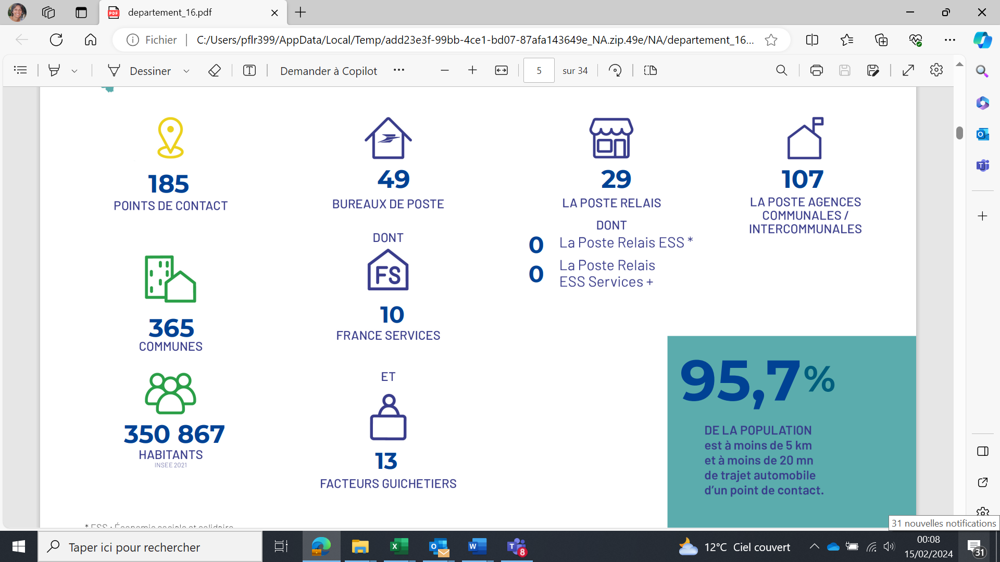 departement_16.pdf
Fichier
C:/Users/pflr399/AppData/Local/Temp/add23e3f-99bb-4ce1-bd07-87afa143649e_NA.zip.49e/NA/departement_16...
Dessiner
Demander à Copilot
5
sur 34
185
POINTS DE CONTACT
49
BUREAUX DE POSTE
29
LA POSTE RELAIS
107
LA POSTE AGENCES
COMMUNALES /
INTERCOMMUNALES
DONT
0 La Poste Relais ESS *
0 La Poste Relais
ESS Services +
DONT
FS
10
FRANCE SERVICES
365
COMMUNES
ET
13
FACTEURS GUICHETIERS
350 867
HABITANTS
INSEE 2021
95,7%
DE LA POPULATION
est à moins de 5 km
et à moins de 20 mn
de trajet automobile
d'un point de contact.
* ESS : Économie sociale et solidaire
31 nouvelles notifications
Taper ici pour rechercher
8
12°C Ciel couvert
00:08
15/02/2024
31